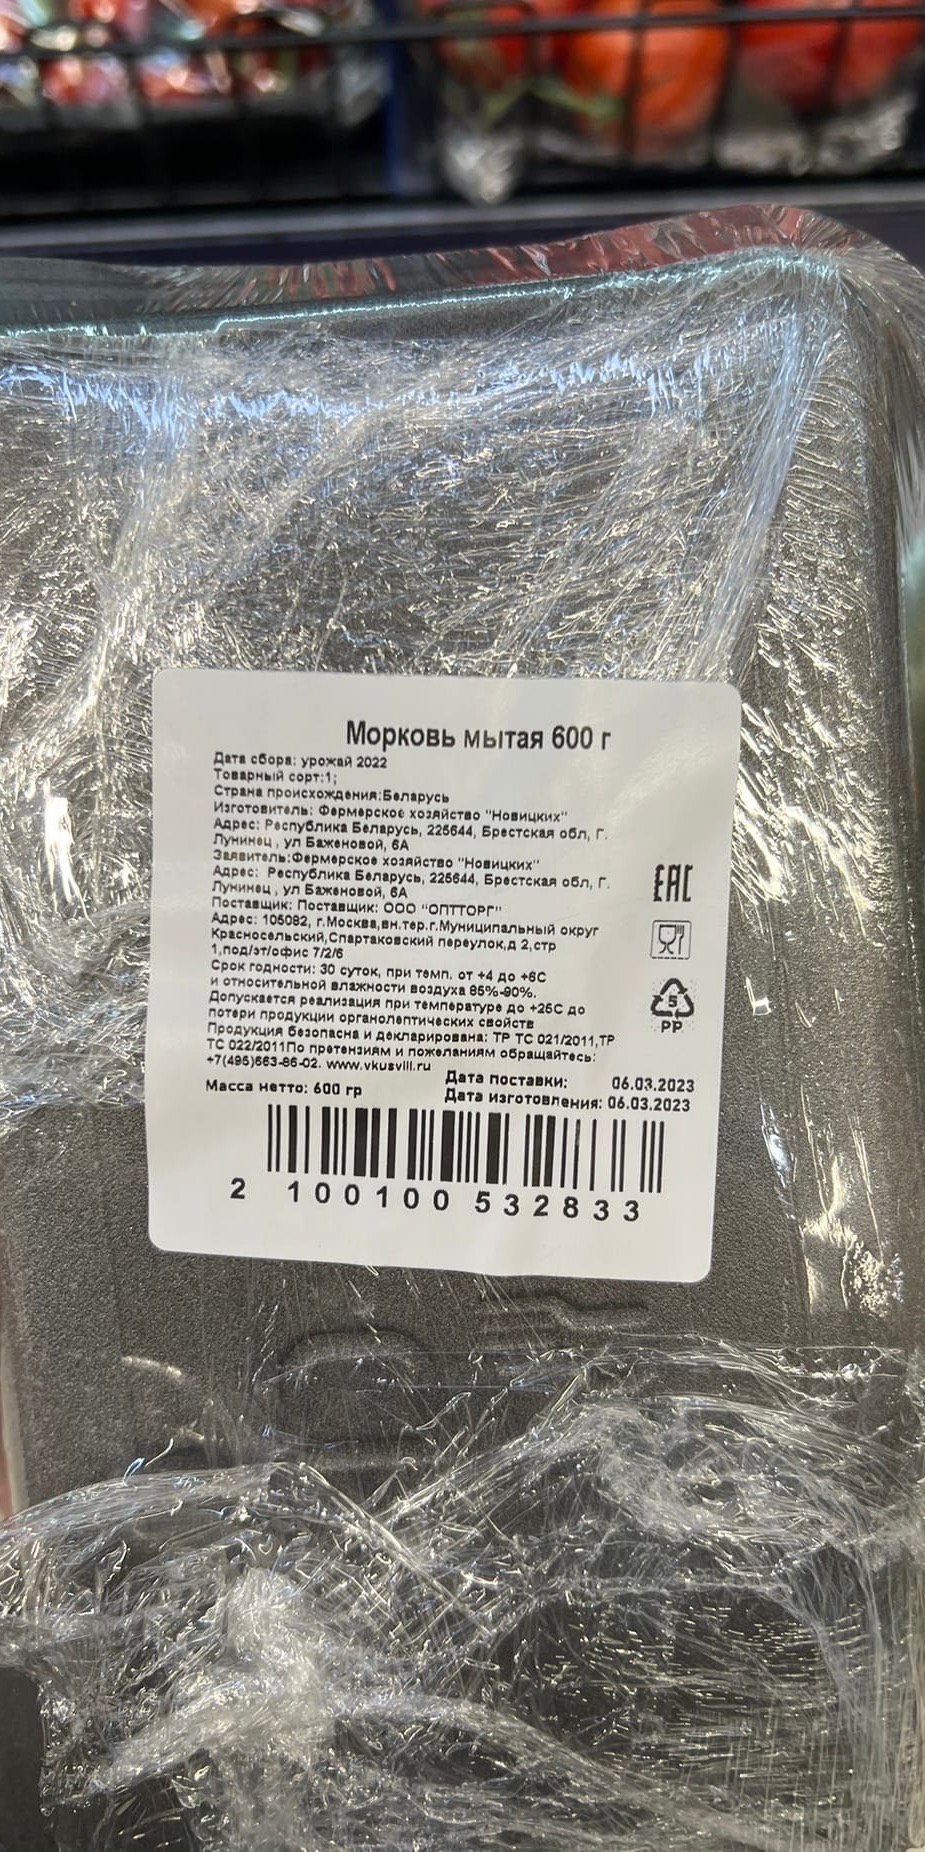 Морковь мытая 600 г
Дата сбора: урожай 2022
Товарный сорт:1;
Страна происхождения:Беларусь
Изготовитель: Фермерское хозяйство "Новицких"
Адрес: Республика Беларусь, 225644, Брестская обл, Г.
Лунинец , ул Баженовой, 6А
Заявитель:Фермерское хозяйство "Новицких"
Адрес: Республика Беларусь, 225644, Брестская обл, Г.
Лунинец , ул Баженовой, 6А
Поставщик: Поставщик: ООО "ОПТТОРГ"
Адрес: 105082, г.Москва,вн.тер.г.Муниципальный округ
Красносельский,Спартаковский переулок,д 2,стр
1,под/эт/офис 7/2/6
Срок годности: 30 суток, при темп. от +4 до +6С
и относительной влажности воздуха 85%-90%.
Допускается реализация при температуре до +25С до
потери продукции органолептических свойств
Продукция безопасна и декларирована: ТР ТС 021/2011,ТР
ТС 022/2011По претензиям и пожеланиям обращайтесь:
+7(495)663-86-02. www.vkusvill.ru
Дата поставки: 06.03.2023
Масса нетто: 600 гр
Дата изготовления: 06.03.2023
2 100100 532833
ЕАС
5
PP